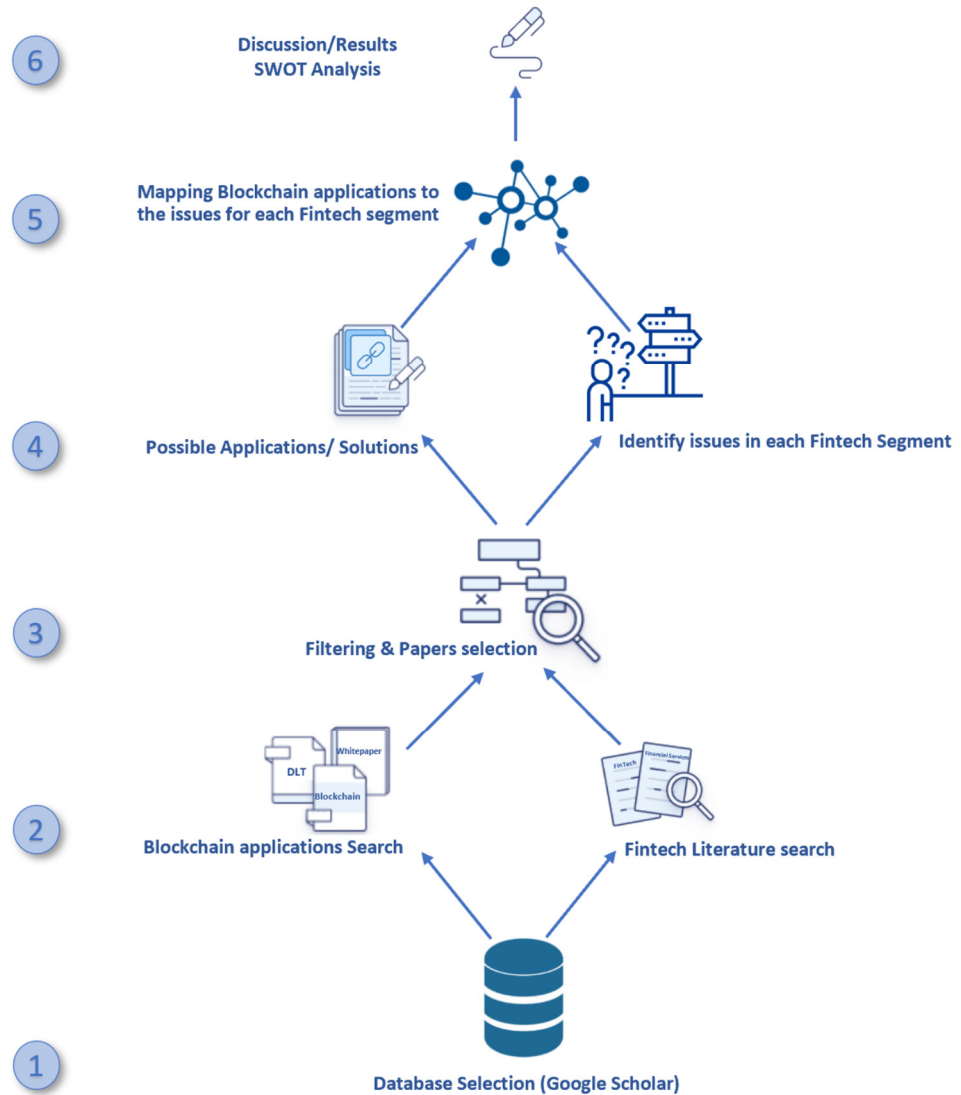 6
Discussion/Results
SWOT Analysis
5
Mapping Blockchain applications to
the issues for each Fintech segment
? ? ? ? ?
4
Possible Applications/ Solutions
Identify issues in each Fintech Segment
3
Filtering & Papers selection
DLT
Whitepaper
Blockchain
FinTech
Financial Services
2
Blockchain applications Search
Fintech Literature search
1
Database Selection (Google Scholar)